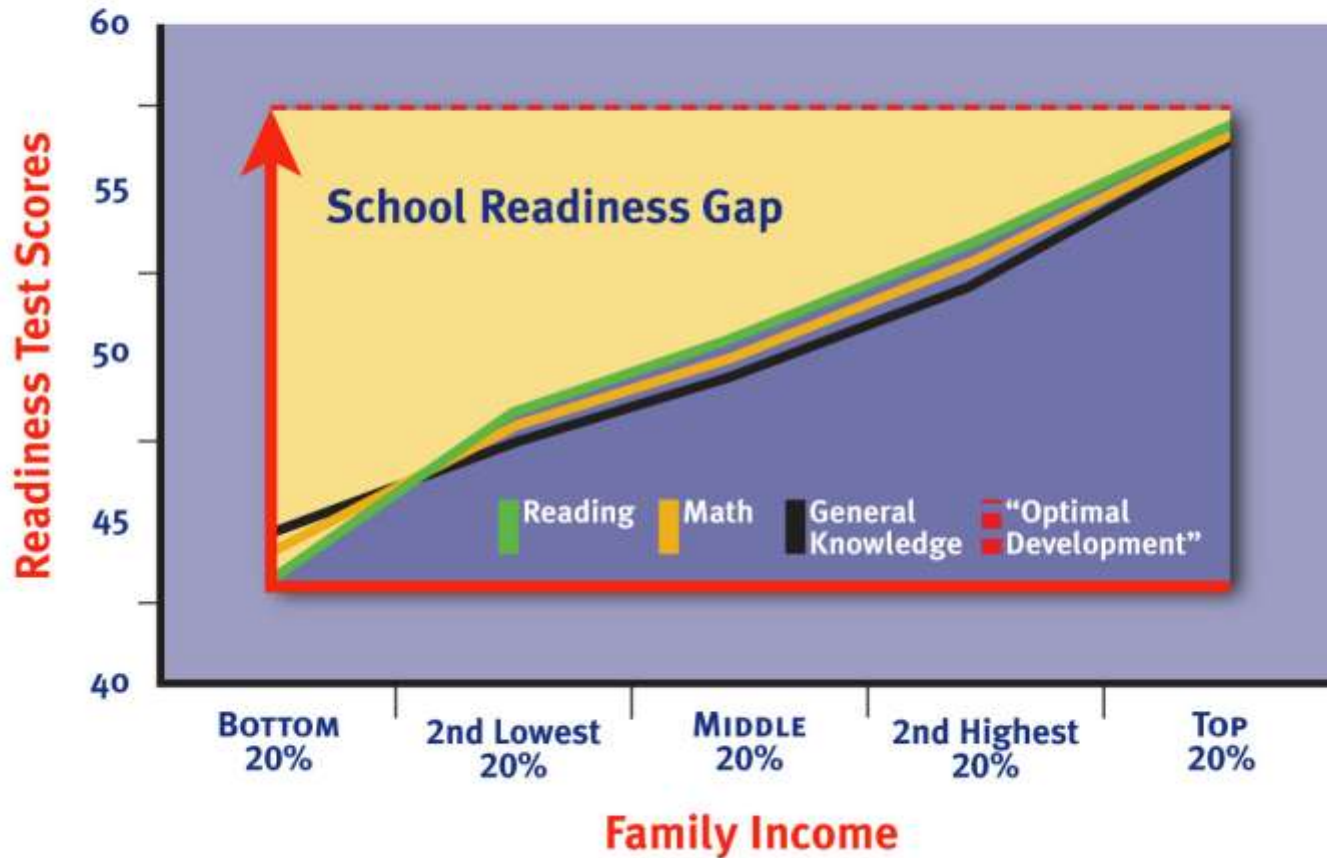 60
55
50
45
40
Readiness Test Scores
School Readiness Gap
Reading
Math
General
Knowledge
“Optimal
Development”
BOTTOM
20%
2nd Lowest
20%
MIDDLE
20%
2nd Highest
20%
TOP
20%
Family Income